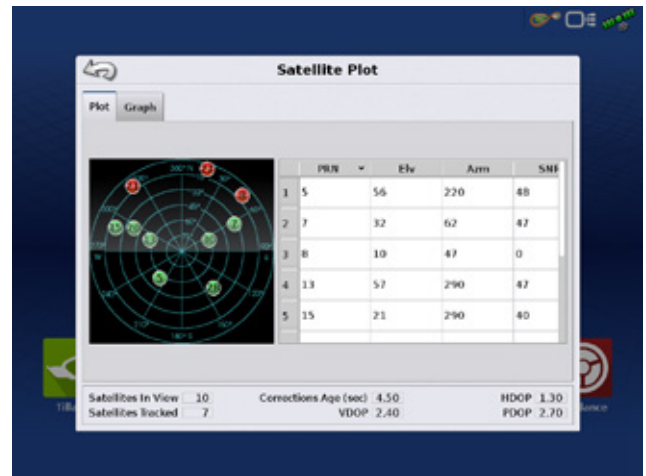 Satellite Plot
Plot Graph
PRN Elv Azm SNR
1 5 56 220 48
2 7 32 62 47
3 8 10 47 0
4 13 57 290 42
5 15 21 290 40
Satellites In View 10 Corrections Age (sec) 4.50 HDOP 1.30
Satellites Tracked 7 VDOP 2.40 PDOP 2.70